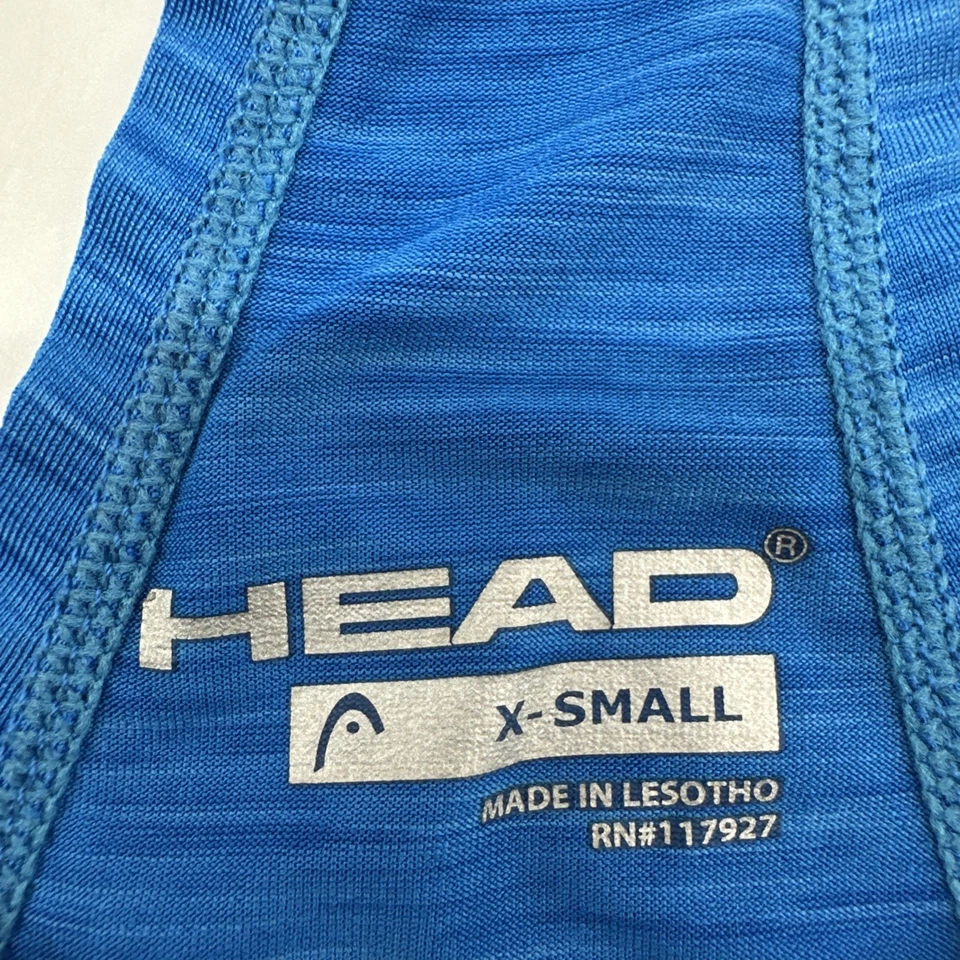 HEAD®
X-SMALL
MADE IN LESOTHO
RN#117927